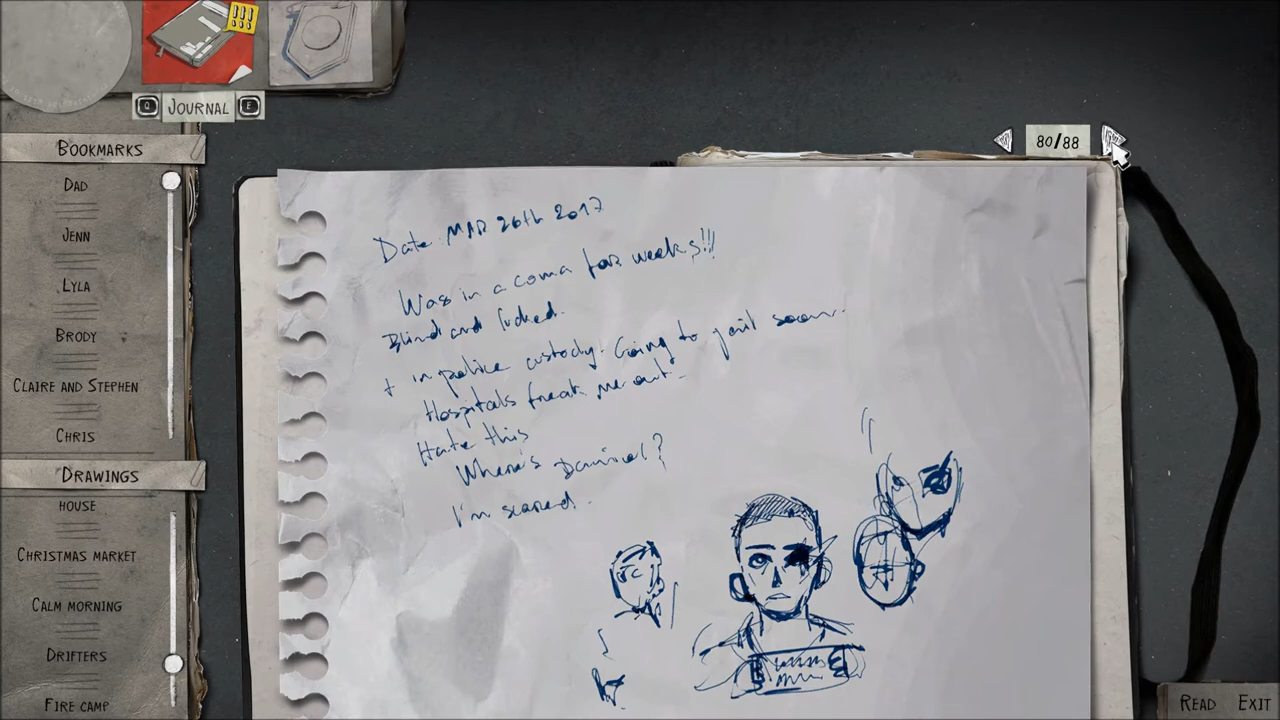 Q JOURNAL E
BOOKMARKS
DAD
JENN
LYLA
BRODY
CLAIRE AND STEPHEN
CHRIS
DRAWINGS
HOUSE
CHRISTMAS MARKET
CALM MORNING
DRIFTERS
FIRE CAMP
80/88
Date: MAR 26th 2017
Was in a coma for weeks!!!
Blind and fucked.
+ in police custody. Going to jail soon.
Hospitals freak me out.
Hate this
Where's Daniel?
I'm scared.
READ EXIT